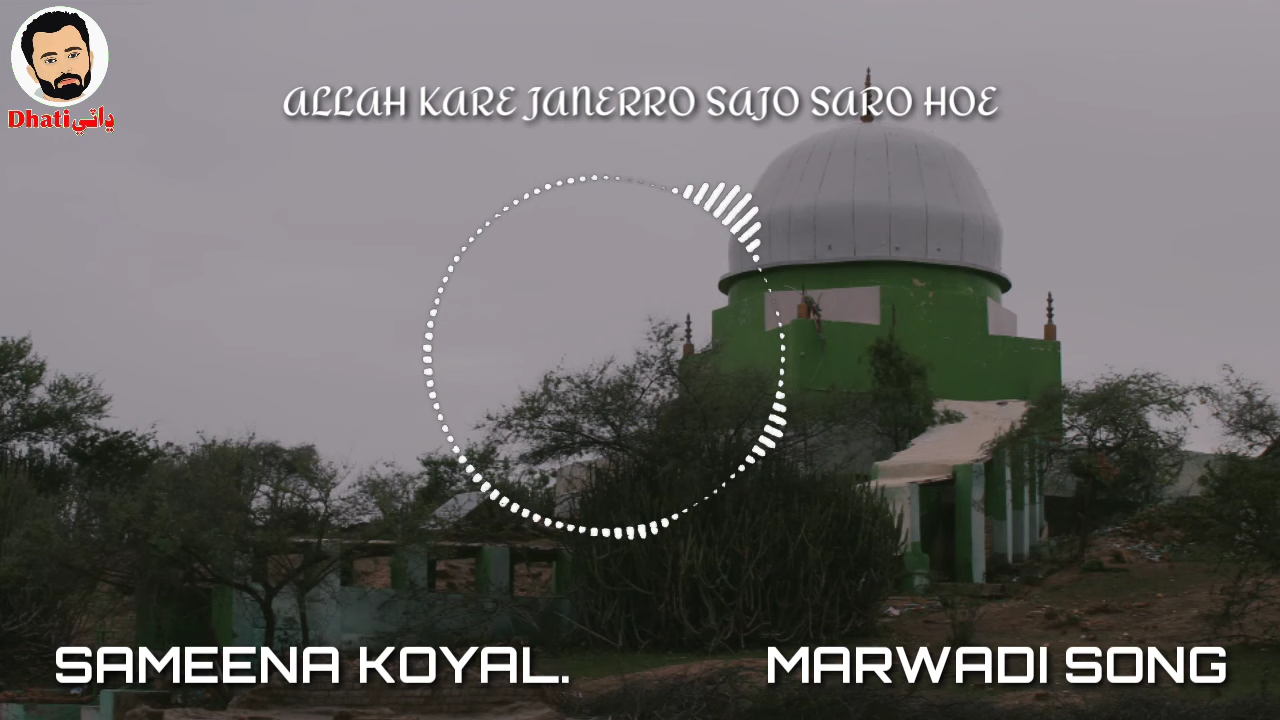 ALLAH KARE JANERRO SAJO SARO HOE
Dhati ڍاٽي
SAMEENA KOYAL.
MARWADI SONG